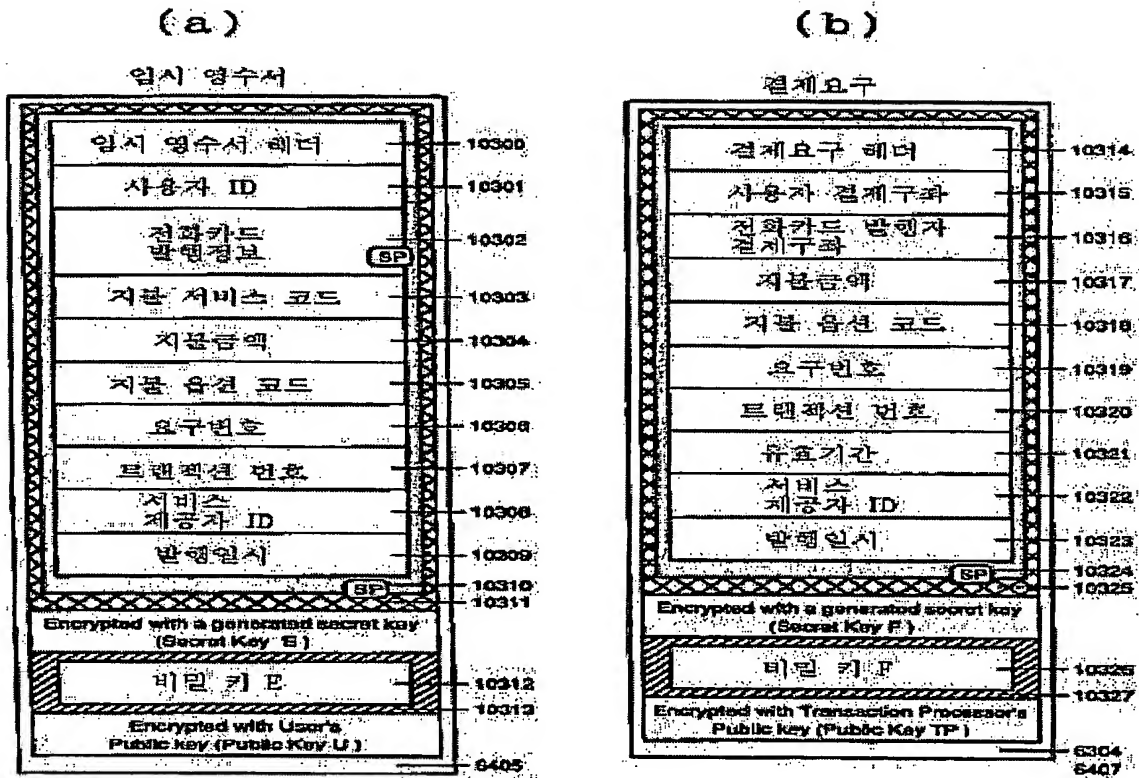 (a)
임시 영수서
임시 영수서 헤더
10300
사용자 ID
10301
전화카드
발행정보
10302
SP
지불 서비스 코드
10303
지불금액
10304
지불 옵션 코드
10305
요구번호
10306
트랜잭션 번호
10307
서비스
제공자 ID
10308
발행일시
10309
SP
10310
10311
Encrypted with a generated secret key
(Secret Key E)
비밀 키 E
10312
10313
Encrypted with User's
Public key (Public Key U)
6405
(b)
결제요구
결제요구 헤더
10314
사용자 결제구좌
10315
전화카드 발행자
결제구좌
10316
지불금액
10317
지불 옵션 코드
10318
요구번호
10319
트랜잭션 번호
10320
유효기간
10321
서비스
제공자 ID
10322
발행일시
10323
SP
10324
10325
Encrypted with a generated secret key
(Secret Key F)
비밀 키 F
10326
10327
Encrypted with Transaction Processor's
Public key (Public Key TP)
6304
6407